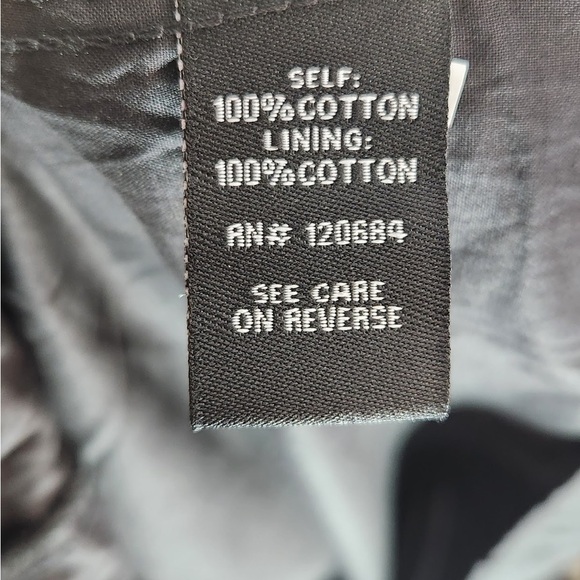 SELF:
100%COTTON
LINING:
100%COTTON
RN# 120684
SEE CARE
ON REVERSE